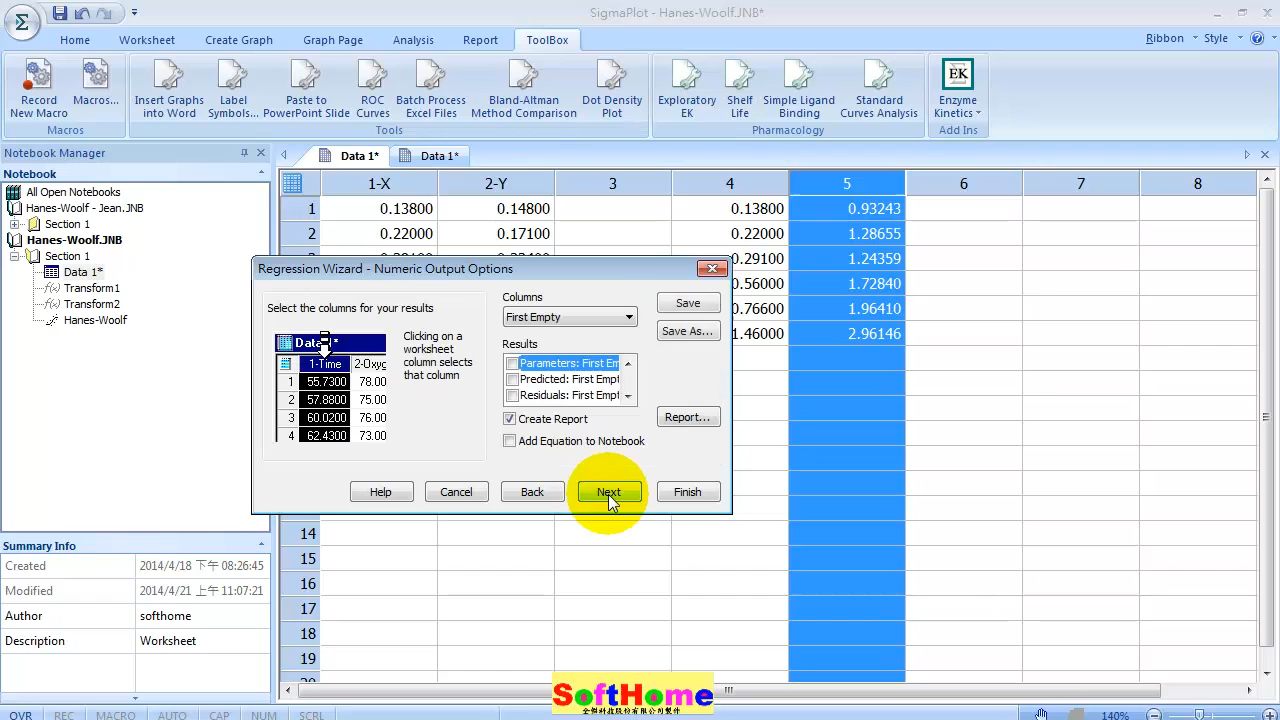 SigmaPlot - Hanes-Woolf.JNB*
Home Worksheet Create Graph Graph Page Analysis Report ToolBox Ribbon Style
Record New Macro
Macros...
Macros
Insert Graphs into Word
Label Symbols...
Paste to PowerPoint Slide
ROC Curves
Batch Process Excel Files
Bland-Altman Method Comparison
Dot Density Plot
Tools
Exploratory EK
Shelf Life
Simple Ligand Binding
Standard Curves Analysis
Pharmacology
EK
Enzyme Kinetics
Add Ins
Notebook Manager
Notebook
All Open Notebooks
Hanes-Woolf - Jean.JNB
Section 1
Hanes-Woolf.JNB
Section 1
Data 1*
Transform1
Transform2
Hanes-Woolf
Summary Info
Created 2014/4/18 下午 08:26:45
Modified 2014/4/21 上午 11:07:21
Author softhome
Description Worksheet
Data 1* Data 1*
1-X 2-Y 3 4 5 6 7 8
1 0.13800 0.14800 0.13800 0.93243
2 0.22000 0.17100 0.22000 1.28655
0.29100 1.24359
0.56000 1.72840
0.76600 1.96410
1.46000 2.96146
14
15
16
17
18
19
Regression Wizard - Numeric Output Options
Select the columns for your results
Clicking on a
worksheet
column selects
that column
1-Time 2-Oxyg
1 55.7300 78.00
2 57.8800 75.00
3 60.0200 76.00
4 62.4300 73.00
Columns
First Empty
Results
Parameters: First Em
Predicted: First Empt
Residuals: First Empt
Create Report
Add Equation to Notebook
Save
Save As...
Report...
Help Cancel Back Next Finish
SoftHome
OVR REC MACRO AUTO CAP NUM SCRL 140%